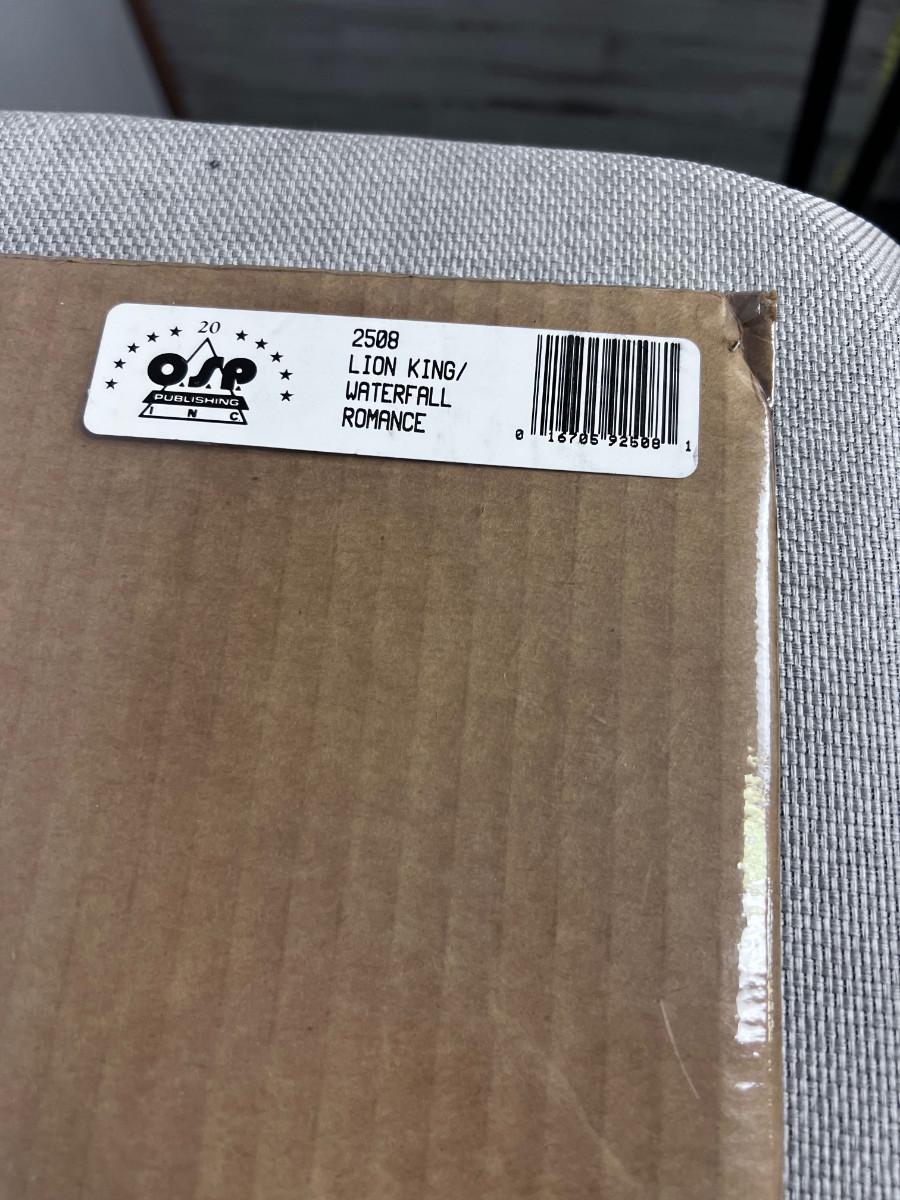 20
O.S.P
PUBLISHING
INC
2508
LION KING/
WATERFALL
ROMANCE
0 16705 92508 1